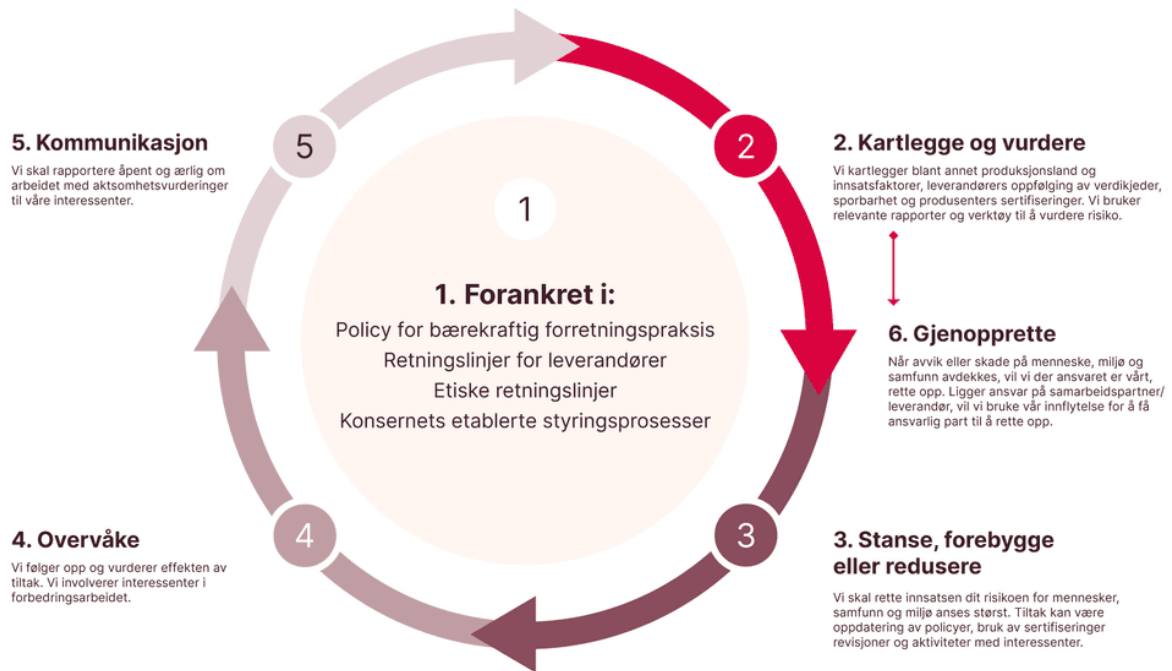 5. Kommunikasjon
Vi skal rapportere åpent og ærlig om
arbeidet med aktsomhetsvurderinger
til våre interessenter.
5
2
2. Kartlegge og vurdere
Vi kartlegger blant annet produksjonsland og
innsatsfaktorer, leverandørers oppfølging av verdikjeder,
sporbarhet og produsenters sertifiseringer. Vi bruker
relevante rapporter og verktøy til å vurdere risiko.
1
1. Forankret i:
Policy for bærekraftig forretningspraksis
Retningslinjer for leverandører
Etiske retningslinjer
Konsernets etablerte styringsprosesser
6. Gjenopprette
Når avvik eller skade på menneske, miljø og
samfunn avdekkes, vil vi der ansvaret er vårt,
rette opp. Ligger ansvar på samarbeidspartner/
leverandør, vil vi bruke vår innflytelse for å få
ansvarlig part til å rette opp.
4. Overvåke
Vi følger opp og vurderer effekten av
tiltak. Vi involverer interessenter i
forbedringsarbeidet.
4
3
3. Stanse, forebygge
eller redusere
Vi skal rette innsatsen dit risikoen for mennesker,
samfunn og miljø anses størst. Tiltak kan være
oppdatering av policyer, bruk av sertifiseringer
revisjoner og aktiviteter med interessenter.